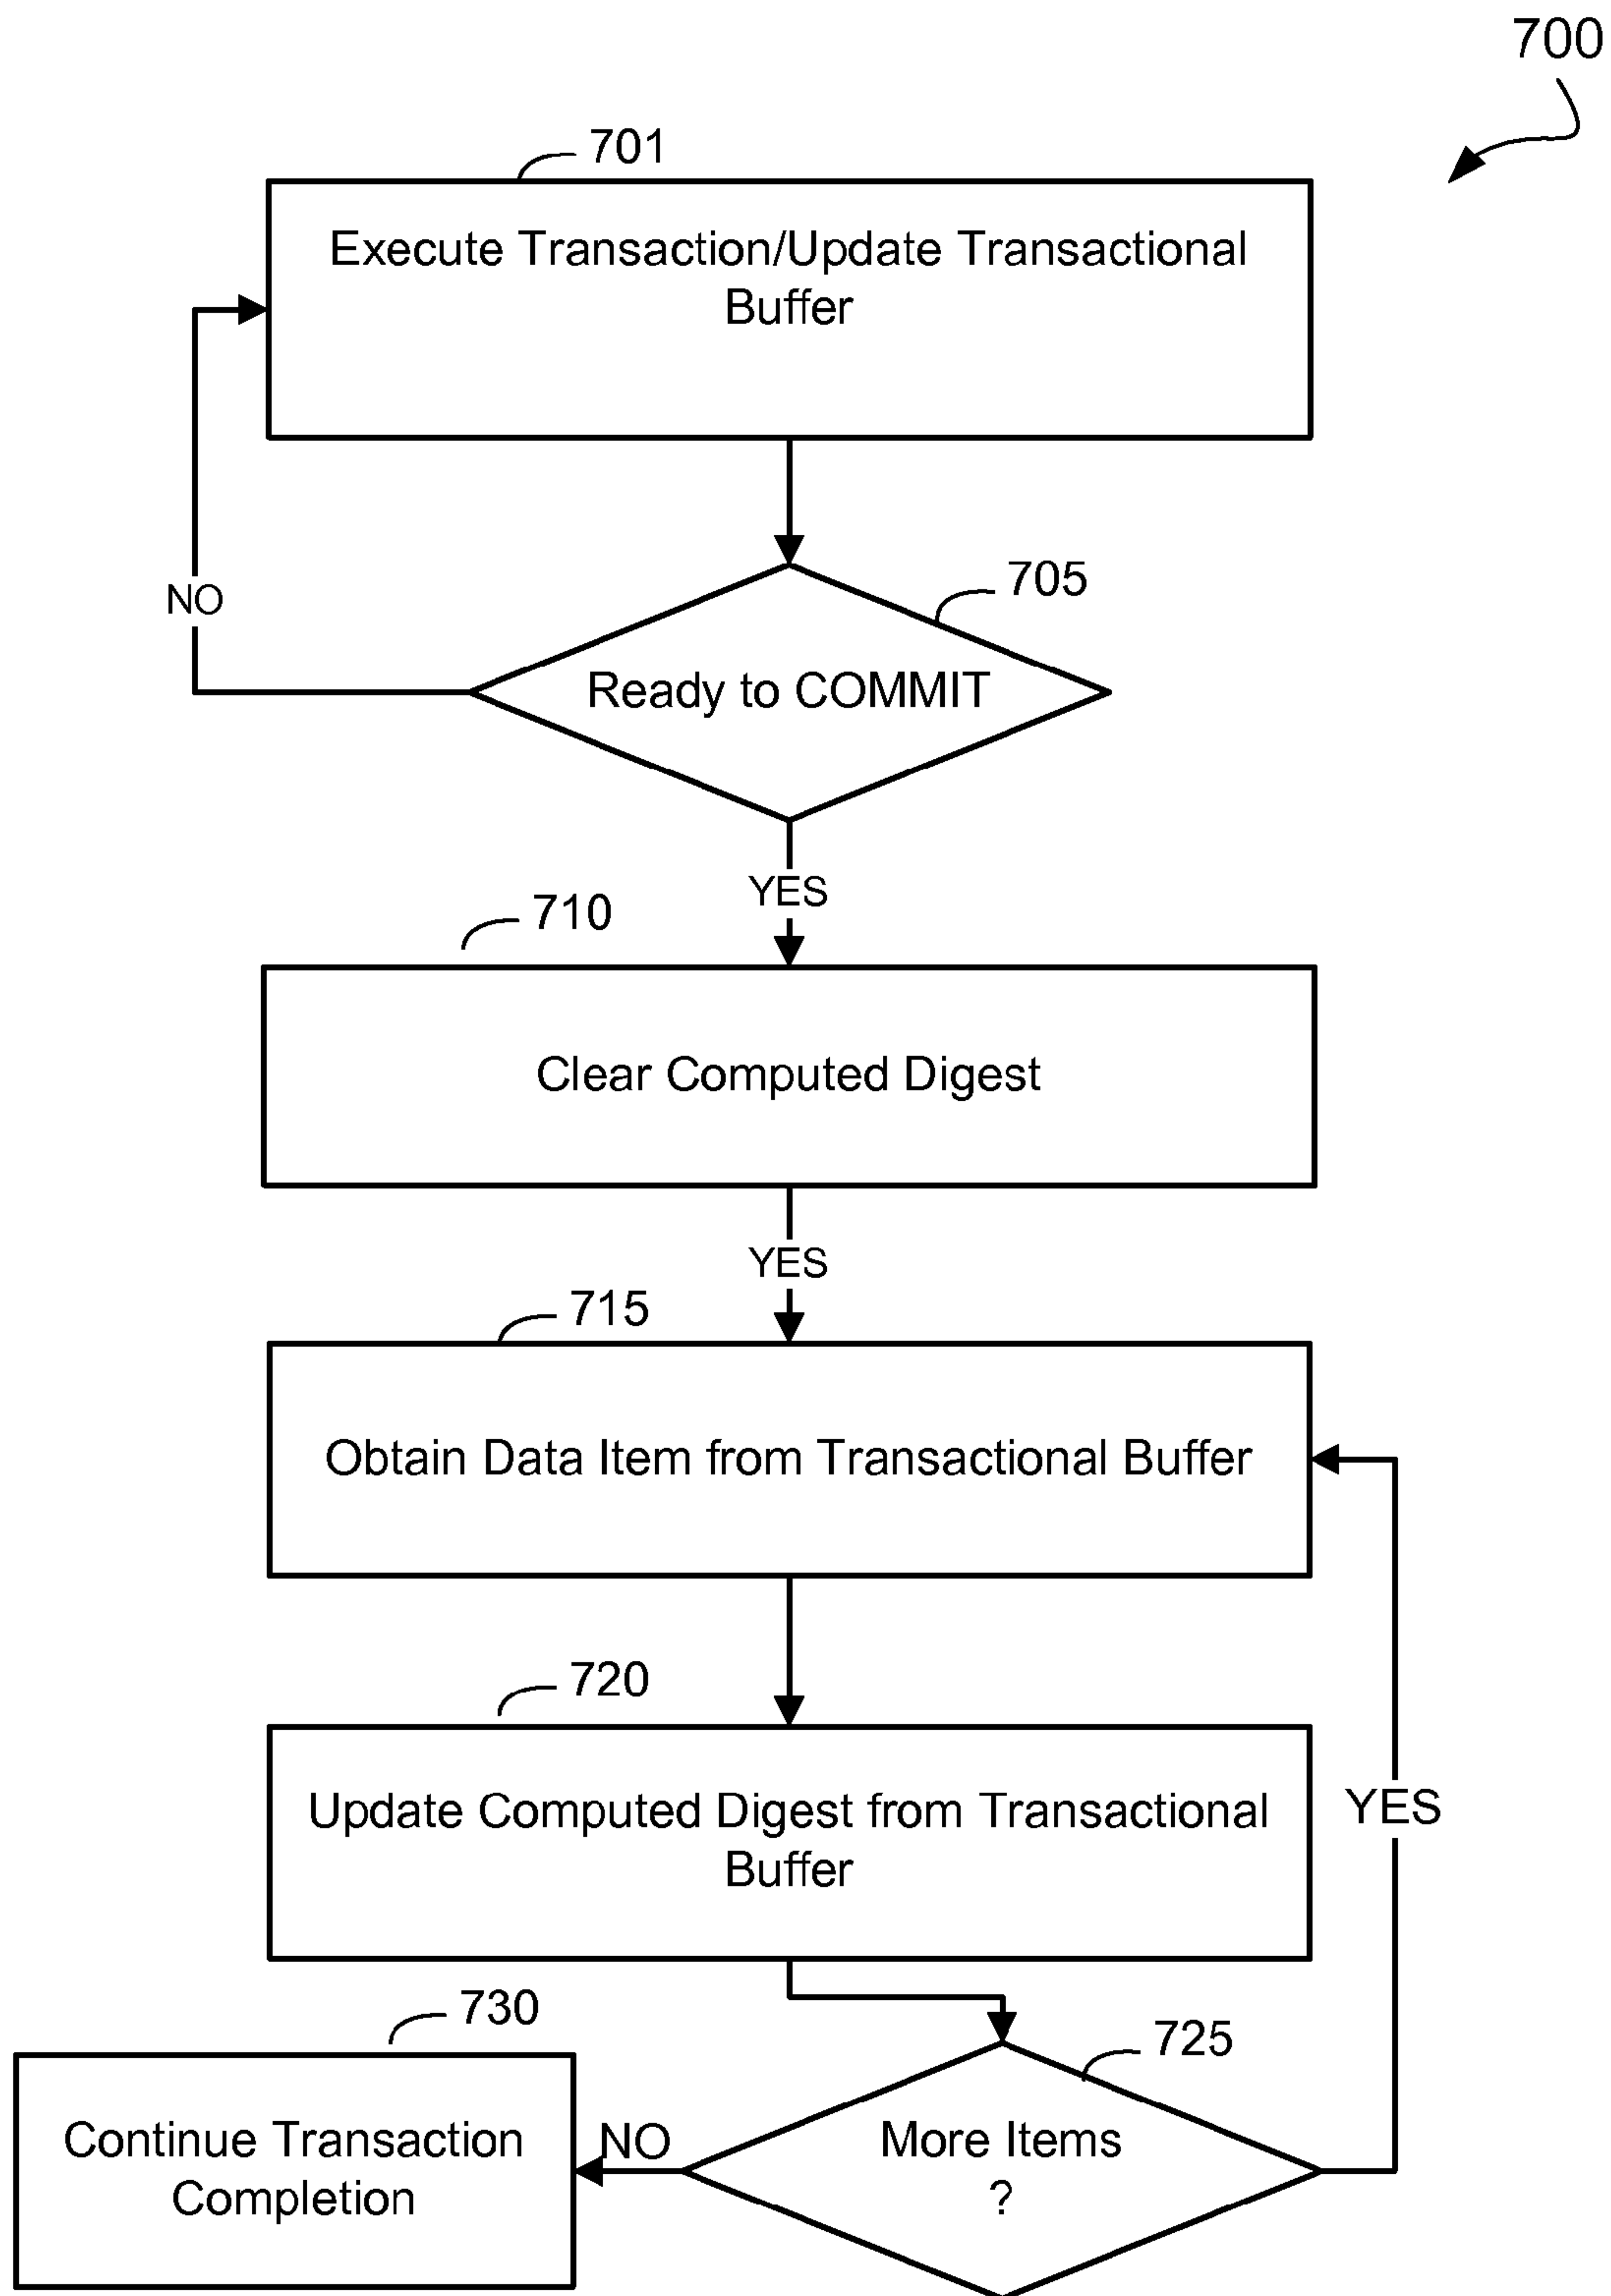 700
701
Execute Transaction/Update Transactional
Buffer
705
NO
Ready to COMMIT
YES
710
Clear Computed Digest
YES
715
Obtain Data Item from Transactional Buffer
720
Update Computed Digest from Transactional
Buffer
YES
730
725
Continue Transaction
Completion
NO
More Items
?